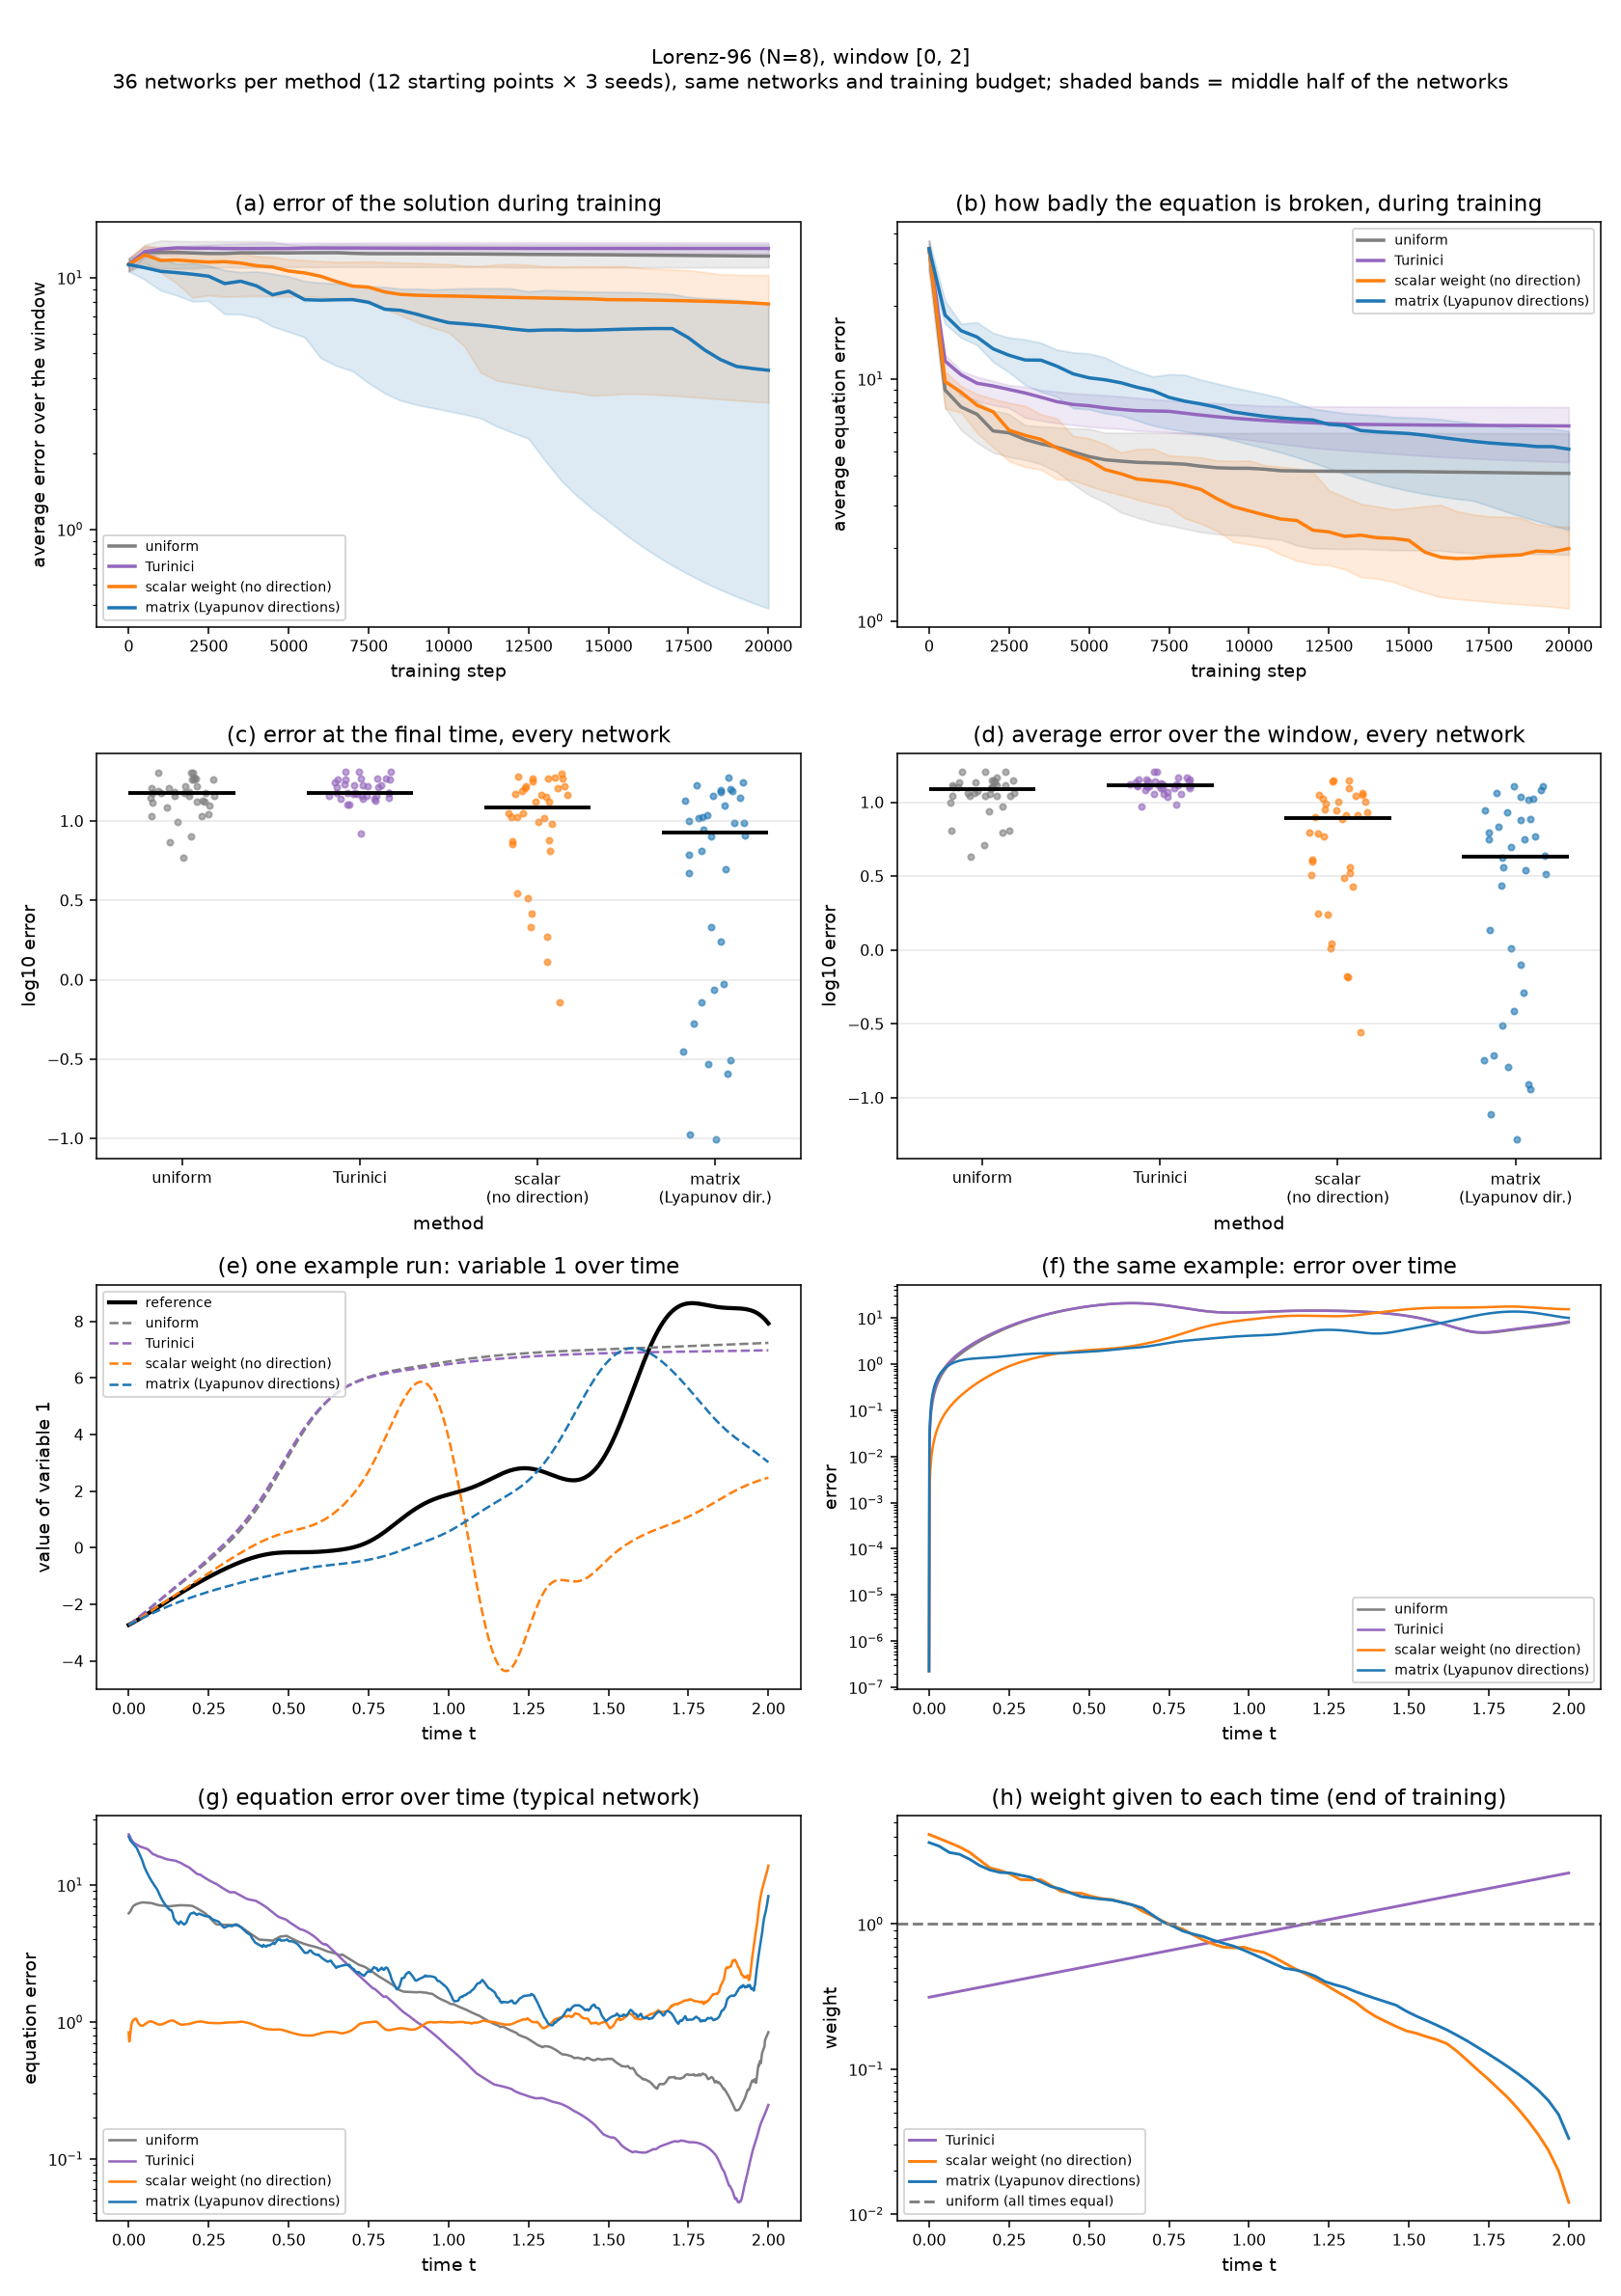 Lorenz-96 (N=8), window [0, 2]
36 networks per method (12 starting points × 3 seeds), same networks and training budget; shaded bands = middle half of the networks
(a) error of the solution during training
average error over the window
10¹
10⁰
uniform
Turinici
scalar weight (no direction)
matrix (Lyapunov directions)
0 2500 5000 7500 10000 12500 15000 17500 20000
training step
(b) how badly the equation is broken, during training
average equation error
10¹
10⁰
uniform
Turinici
scalar weight (no direction)
matrix (Lyapunov directions)
0 2500 5000 7500 10000 12500 15000 17500 20000
training step
(c) error at the final time, every network
log10 error
1.0
0.5
0.0
−0.5
−1.0
uniform Turinici scalar matrix
(no direction) (Lyapunov dir.)
method
(d) average error over the window, every network
log10 error
1.0
0.5
0.0
−0.5
−1.0
uniform Turinici scalar matrix
(no direction) (Lyapunov dir.)
method
(e) one example run: variable 1 over time
value of variable 1
8
6
4
2
0
−2
−4
reference
uniform
Turinici
scalar weight (no direction)
matrix (Lyapunov directions)
0.00 0.25 0.50 0.75 1.00 1.25 1.50 1.75 2.00
time t
(f) the same example: error over time
error
10¹
10⁰
10⁻¹
10⁻²
10⁻³
10⁻⁴
10⁻⁵
10⁻⁶
10⁻⁷
uniform
Turinici
scalar weight (no direction)
matrix (Lyapunov directions)
0.00 0.25 0.50 0.75 1.00 1.25 1.50 1.75 2.00
time t
(g) equation error over time (typical network)
equation error
10¹
10⁰
10⁻¹
uniform
Turinici
scalar weight (no direction)
matrix (Lyapunov directions)
0.00 0.25 0.50 0.75 1.00 1.25 1.50 1.75 2.00
time t
(h) weight given to each time (end of training)
weight
10⁰
10⁻¹
10⁻²
Turinici
scalar weight (no direction)
matrix (Lyapunov directions)
uniform (all times equal)
0.00 0.25 0.50 0.75 1.00 1.25 1.50 1.75 2.00
time t